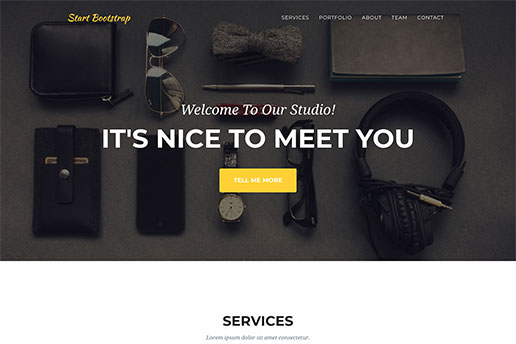 Start Bootstrap
SERVICES PORTFOLIO ABOUT TEAM CONTACT
Welcome To Our Studio!
IT'S NICE TO MEET YOU
TELL ME MORE
SERVICES
Lorem ipsum dolor sit amet consectetur.